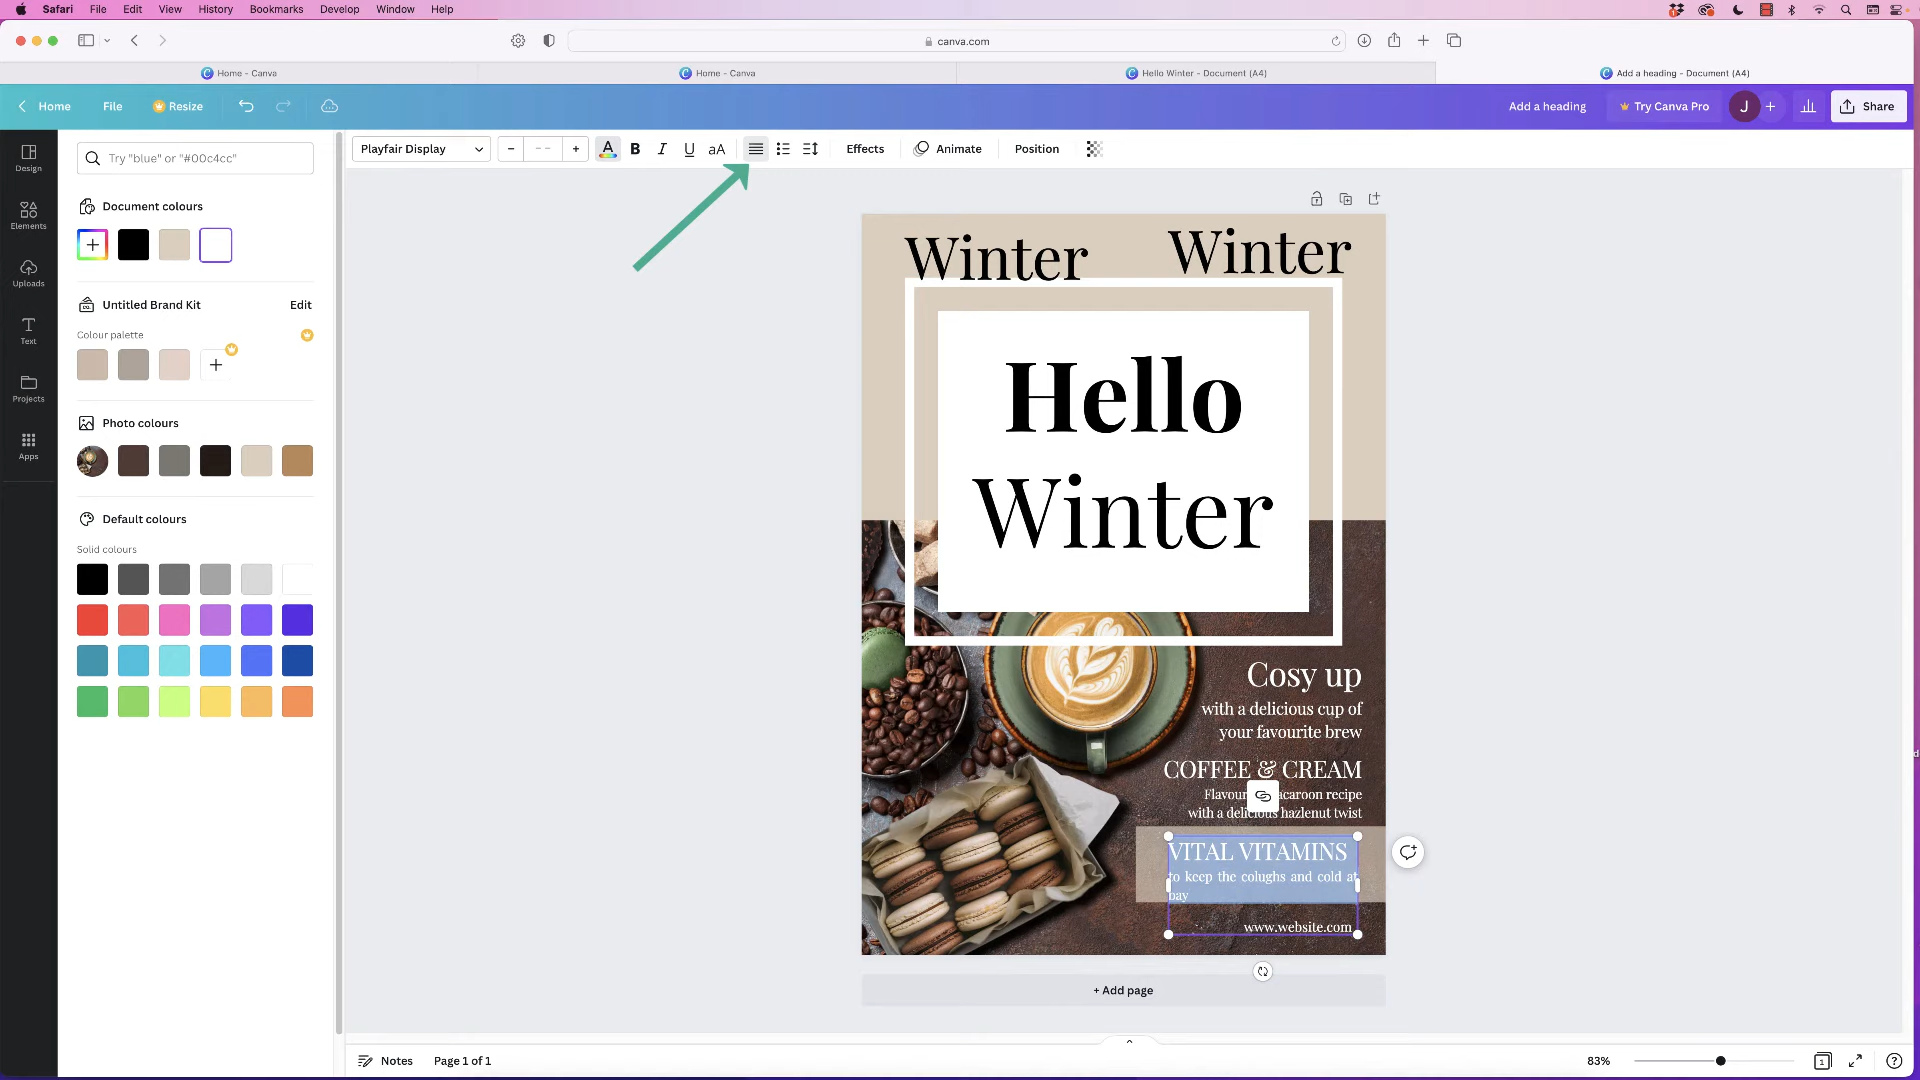 Safari File Edit View History Bookmarks Develop Window Help
canva.com
Home - Canva
Home - Canva
Hello Winter - Document (A4)
Add a heading - Document (A4)
Home File Resize
Add a heading Try Canva Pro J Share
Design
Elements
Uploads
Text
Projects
Apps
Try "blue" or "#00c4cc"
Document colours
Untitled Brand Kit Edit
Colour palette
Photo colours
Default colours
Solid colours
Playfair Display – -- + A B I U aA Effects Animate Position
Winter Winter
Hello
Winter
Cosy up
with a delicious cup of
your favourite brew
COFFEE & CREAM
recipe
with a delicious hazlenut twist
VITAL VITAMINS
to keep the colughs and cold at
bay
www.website.com
+ Add page
Notes Page 1 of 1
83% 1 ?